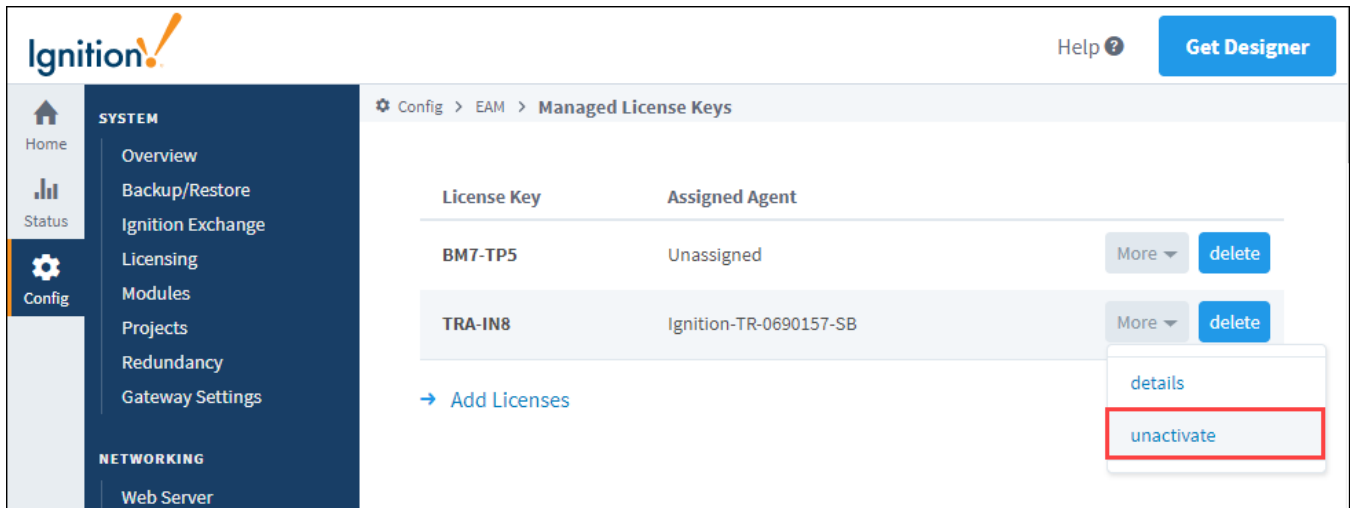 Ignition!
Help ?
Get Designer
Home
Status
Config
SYSTEM
Overview
Backup/Restore
Ignition Exchange
Licensing
Modules
Projects
Redundancy
Gateway Settings
NETWORKING
Web Server
Config > EAM > Managed License Keys
License Key Assigned Agent
BM7-TP5 Unassigned More delete
TRA-IN8 Ignition-TR-0690157-SB More delete
details
unactivate
→ Add Licenses